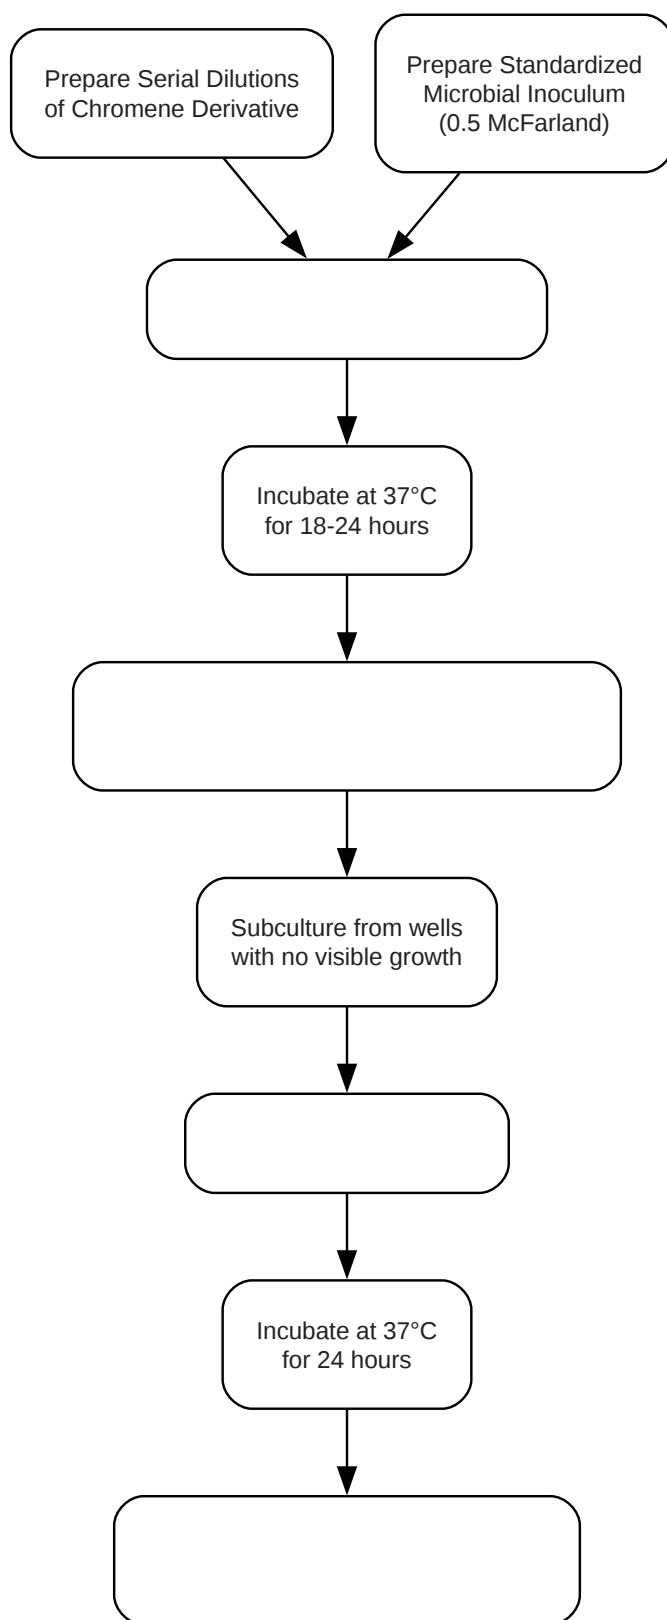 Prepare Serial Dilutions
of Chromene Derivative
Prepare Standardized
Microbial Inoculum
(0.5 McFarland)
Incubate at 37°C
for 18-24 hours
Subculture from wells
with no visible growth
Incubate at 37°C
for 24 hours